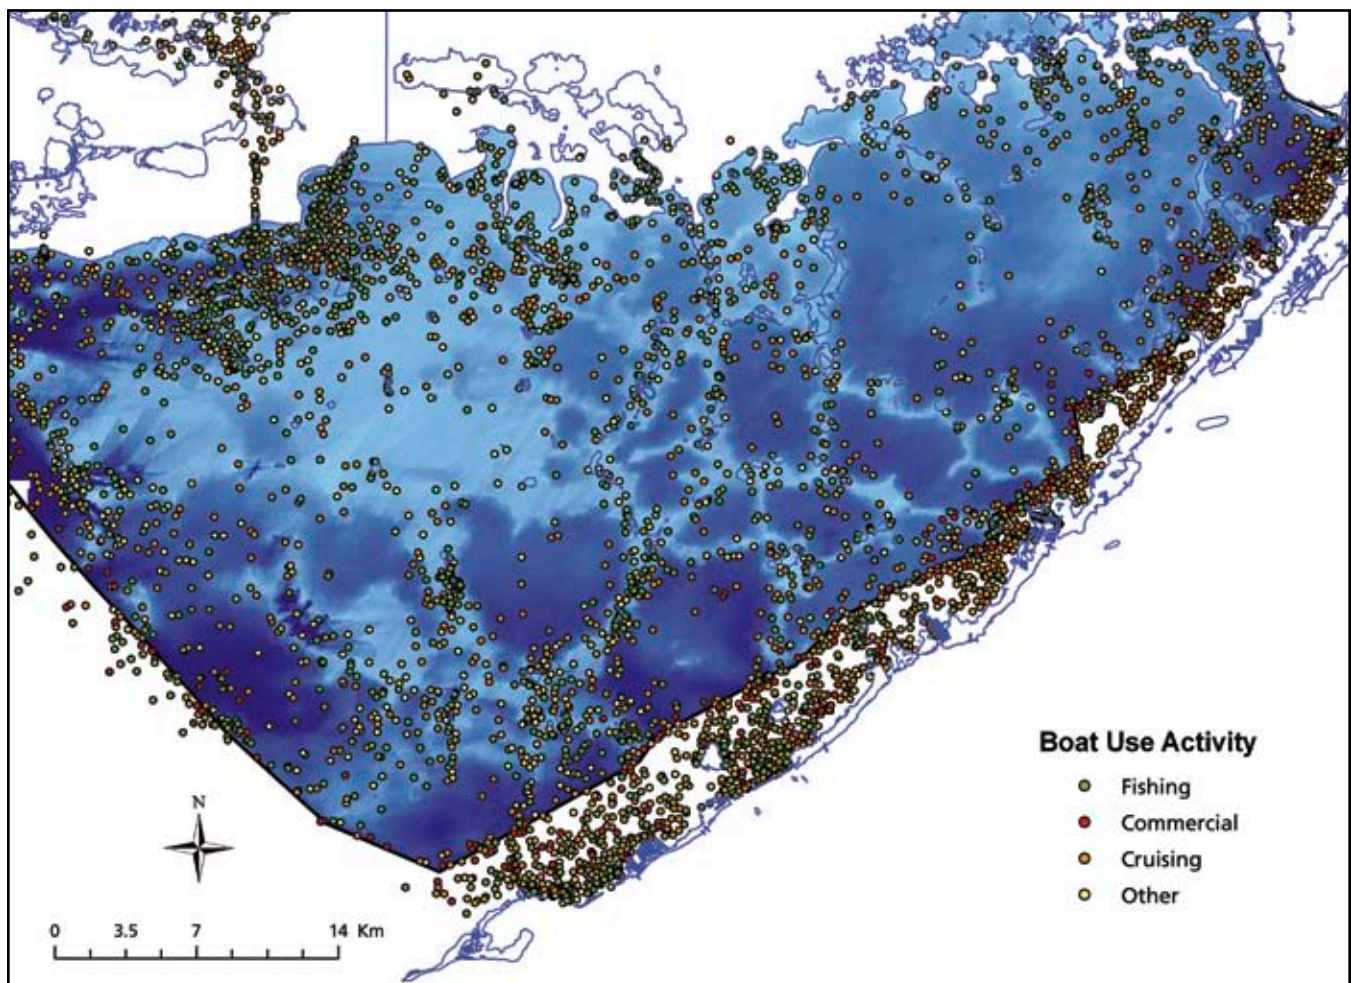 Boat Use Activity
Fishing
Commercial
Cruising
Other
N
0 3.5 7 14 Km